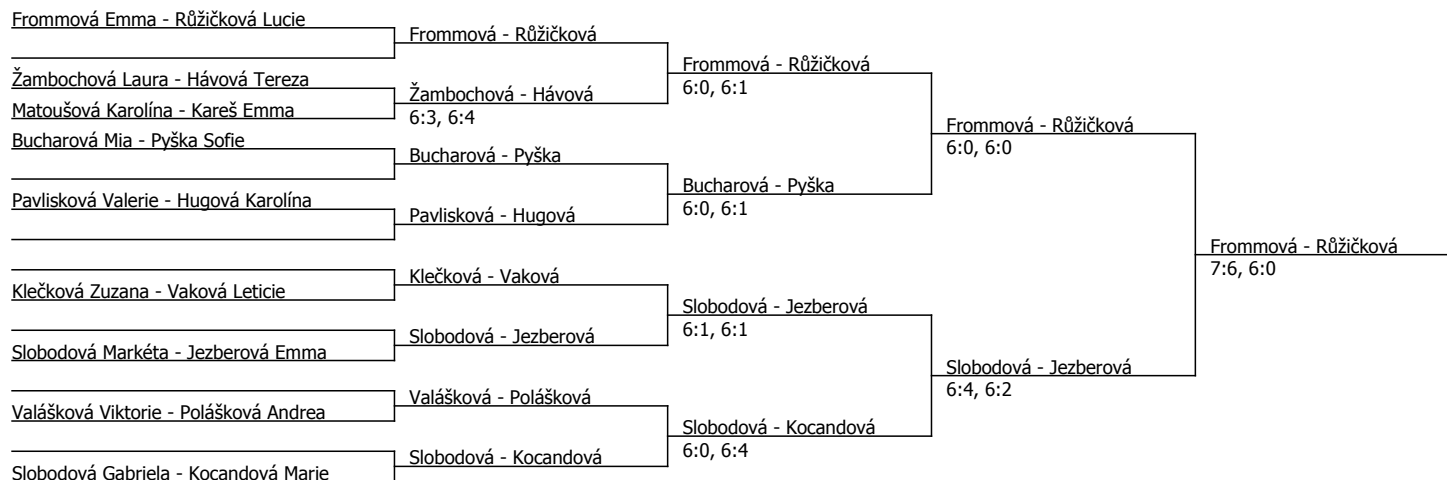 Frommová Emma - Růžičková Lucie
Žambochová Laura - Hávová Tereza
Matoušová Karolína - Kareš Emma
Bucharová Mia - Pyška Sofie
Pavlisková Valerie - Hugová Karolína
Klečková Zuzana - Vaková Leticie
Slobodová Markéta - Jezberová Emma
Valášková Viktorie - Polášková Andrea
Slobodová Gabriela - Kocandová Marie
Frommová - Růžičková
Žambochová - Hávová
6:3, 6:4
Bucharová - Pyška
Pavlisková - Hugová
Klečková - Vaková
Slobodová - Jezberová
Valášková - Polášková
Slobodová - Kocandová
Frommová - Růžičková
6:0, 6:1
Bucharová - Pyška
6:0, 6:1
Slobodová - Jezberová
6:1, 6:1
Slobodová - Kocandová
6:0, 6:4
Frommová - Růžičková
6:0, 6:0
Slobodová - Jezberová
6:4, 6:2
Frommová - Růžičková
7:6, 6:0